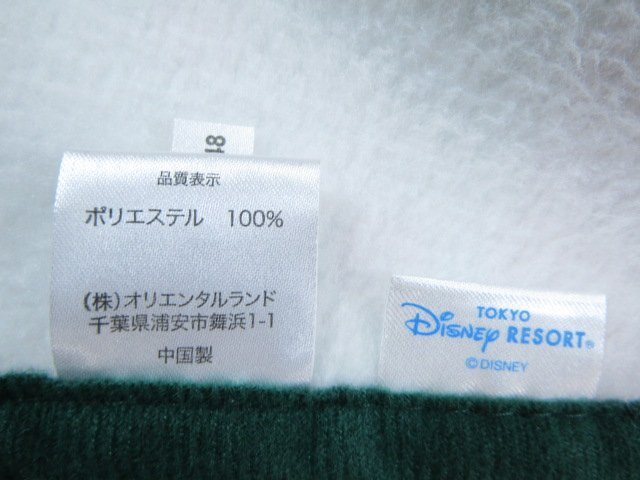 品質表示
ポリエステル 100%
(株)オリエンタルランド
千葉県浦安市舞浜1-1
中国製
TOKYO
Disney RESORT®
©DISNEY